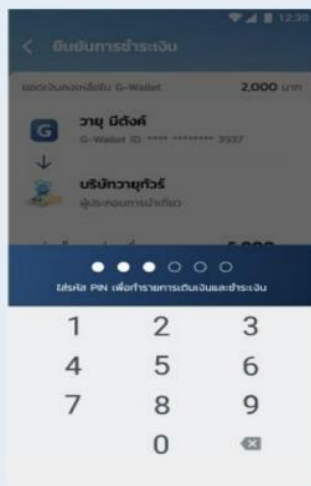 12:30
ยืนยันการชำระเงิน
ยอดเงินคงเหลือใน G-Wallet 2,000 บาท
วายุ มีตังค์
G-Wallet ID **** ******** 3937
บริษัทวายุทัวร์
ผู้ประกอบการนำเที่ยว
5,000
ใส่รหัส PIN เพื่อทำรายการเติมเงินและชำระเงิน
1 2 3
4 5 6
7 8 9
0